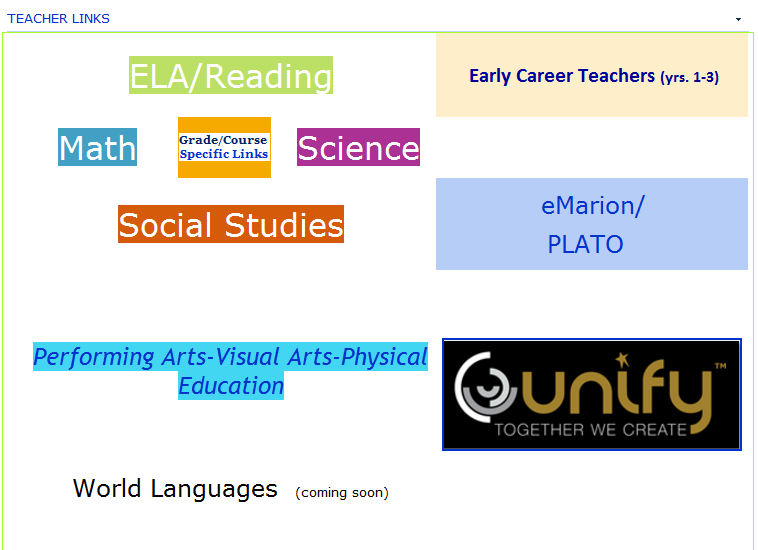 TEACHER LINKS
ELA/Reading
Early Career Teachers (yrs. 1-3)
Math
Grade/Course
Specific Links
Science
Social Studies
eMarion/
PLATO
Performing Arts-Visual Arts-Physical
Education
unify™
TOGETHER WE CREATE
World Languages (coming soon)